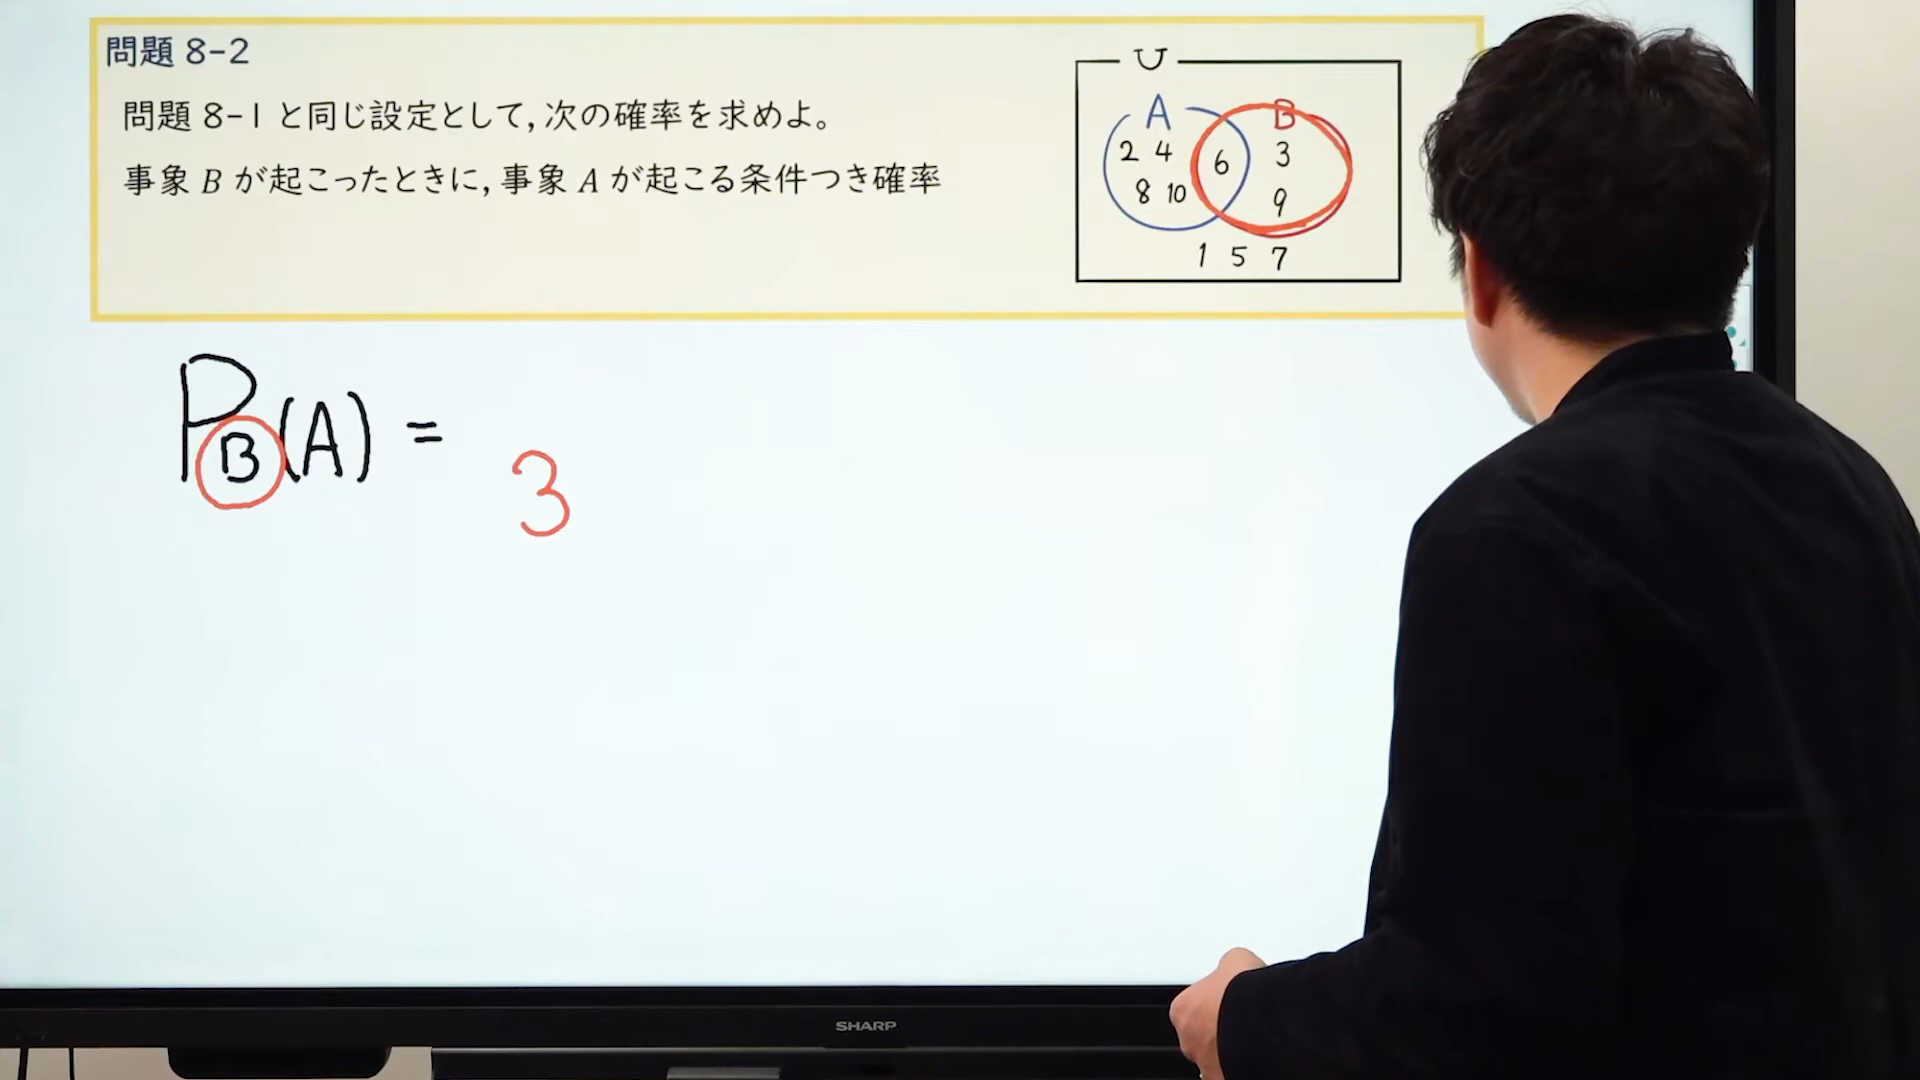 問題 8-2
問題 8-1 と同じ設定として, 次の確率を求めよ。
事象 B が起こったときに, 事象 A が起こる条件つき確率
U
A B
2 4 6 3
8 10 9
1 5 7
P_B(A) =
3
SHARP